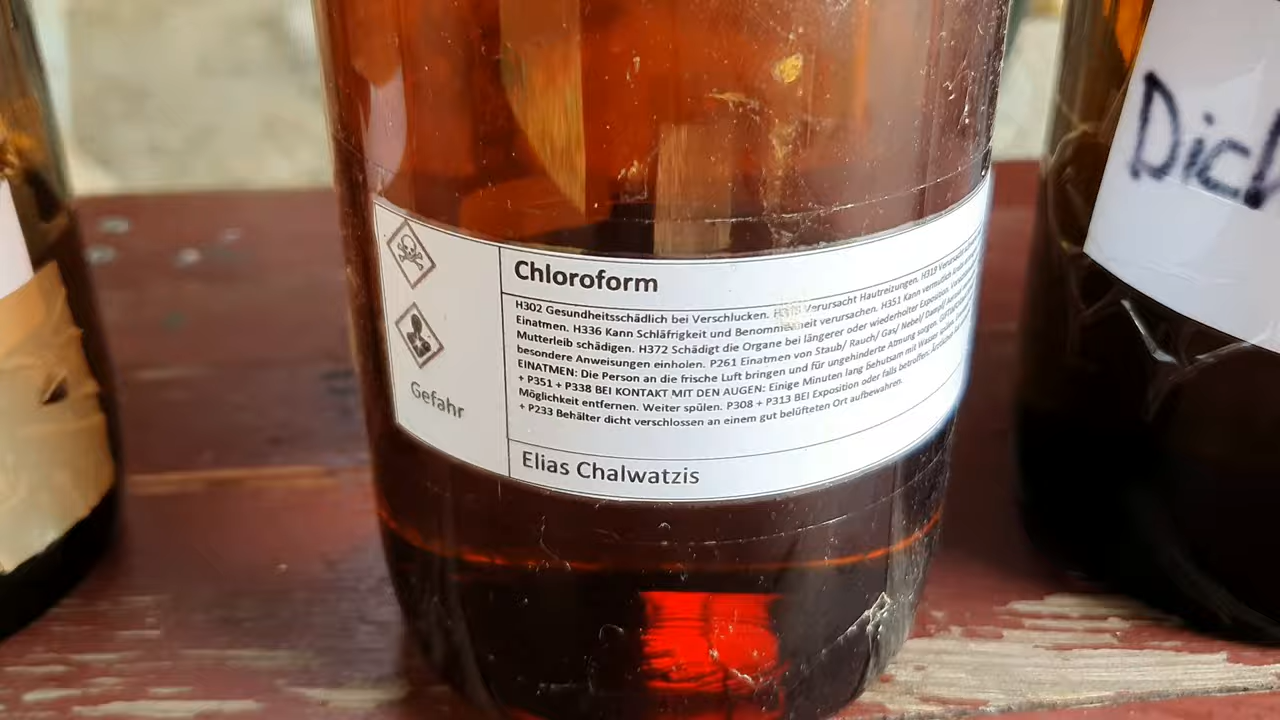 Chloroform
H302 Gesundheitsschädlich bei Verschlucken. Verursacht Hautreizungen. H319 Verursacht
Einatmen. H336 Kann Schläfrigkeit und Benommenheit verursachen. H351 Kann vermutlich
Mutterleib schädigen. H372 Schädigt die Organe bei längerer oder wiederholter Exposition.
besondere Anweisungen einholen. P261 Einatmen von Staub/ Rauch/ Gas/ Nebel/ Dampf/
EINATMEN: Die Person an die frische Luft bringen und für ungehinderte Atmung sorgen.
+ P351 + P338 BEI KONTAKT MIT DEN AUGEN: Einige Minuten lang behutsam mit Wasser
Möglichkeit entfernen. Weiter spülen. P308 + P313 BEI Exposition oder falls betroffen:
+ P233 Behälter dicht verschlossen an einem gut belüfteten Ort aufbewahren.
Gefahr
Elias Chalwatzis